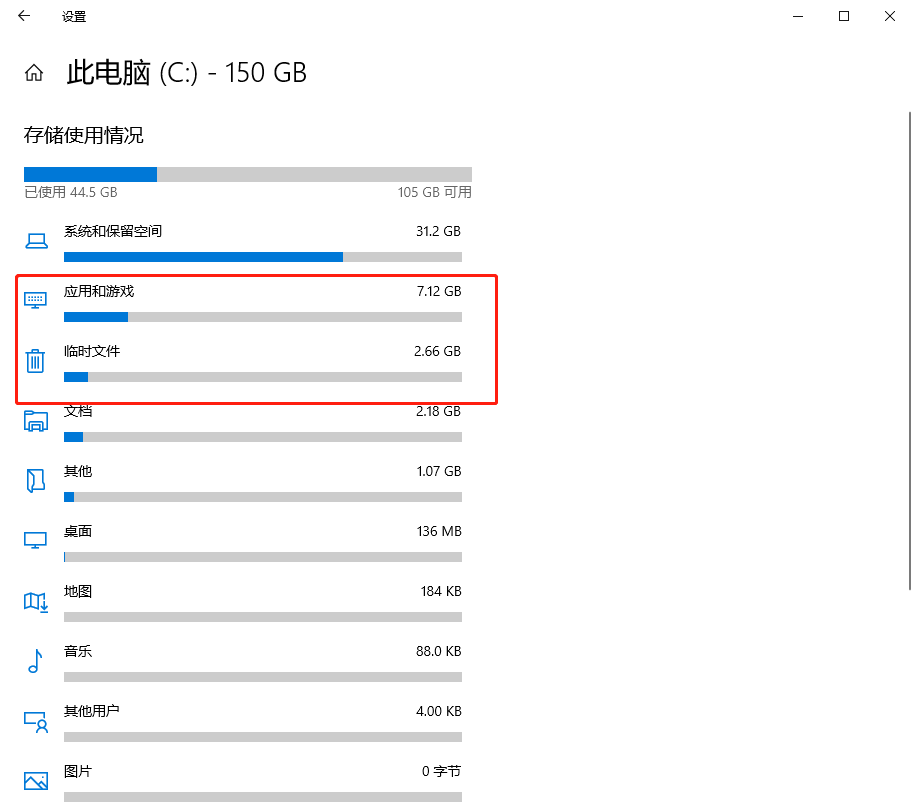 设置
此电脑 (C:) - 150 GB
存储使用情况
已使用 44.5 GB 105 GB 可用
系统和保留空间 31.2 GB
应用和游戏 7.12 GB
临时文件 2.66 GB
文档 2.18 GB
其他 1.07 GB
桌面 136 MB
地图 184 KB
音乐 88.0 KB
其他用户 4.00 KB
图片 0 字节